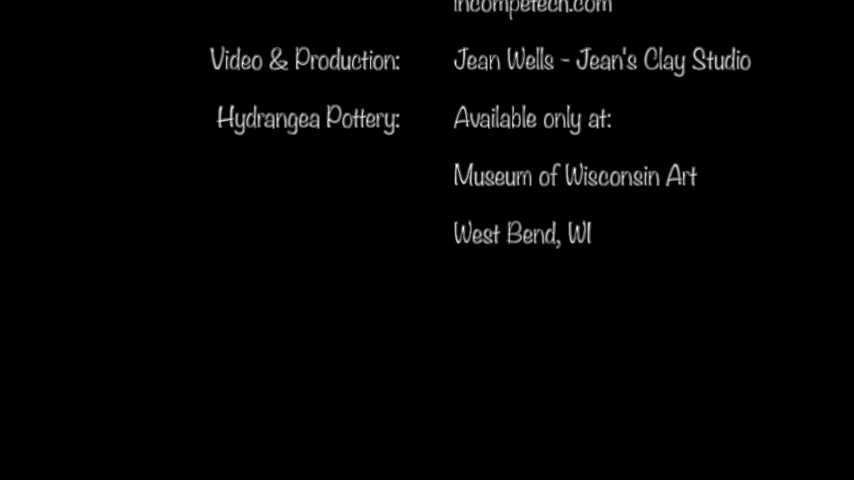 incompetech.com
Video & Production: Jean Wells - Jean's Clay Studio
Hydrangea Pottery: Available only at:
Museum of Wisconsin Art
West Bend, WI